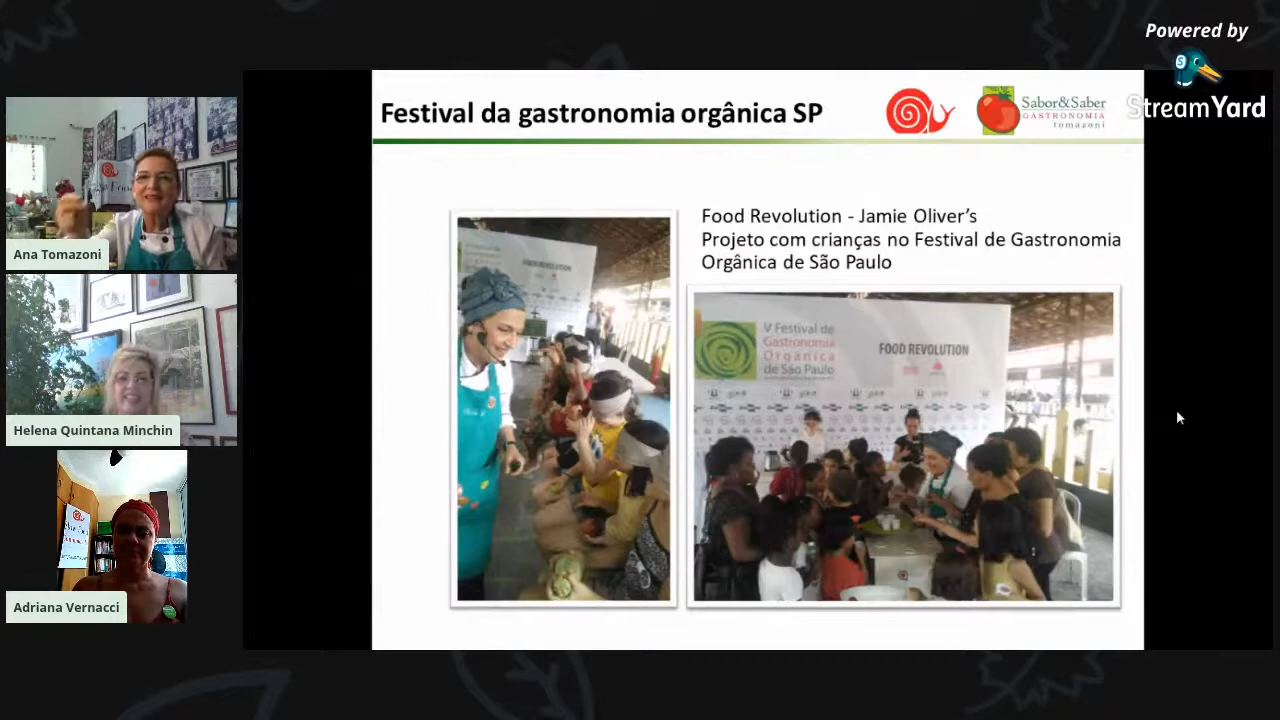 Powered by
StreamYard
Festival da gastronomia orgânica SP
Sabor&Saber
GASTRONOMIA
tomazoni
Ana Tomazoni
Helena Quintana Minchin
Adriana Vernacci
Food Revolution - Jamie Oliver’s
Projeto com crianças no Festival de Gastronomia
Orgânica de São Paulo
FOOD REVOLUTION
V Festival de
Gastronomia
Orgânica
de São Paulo
FOOD REVOLUTION